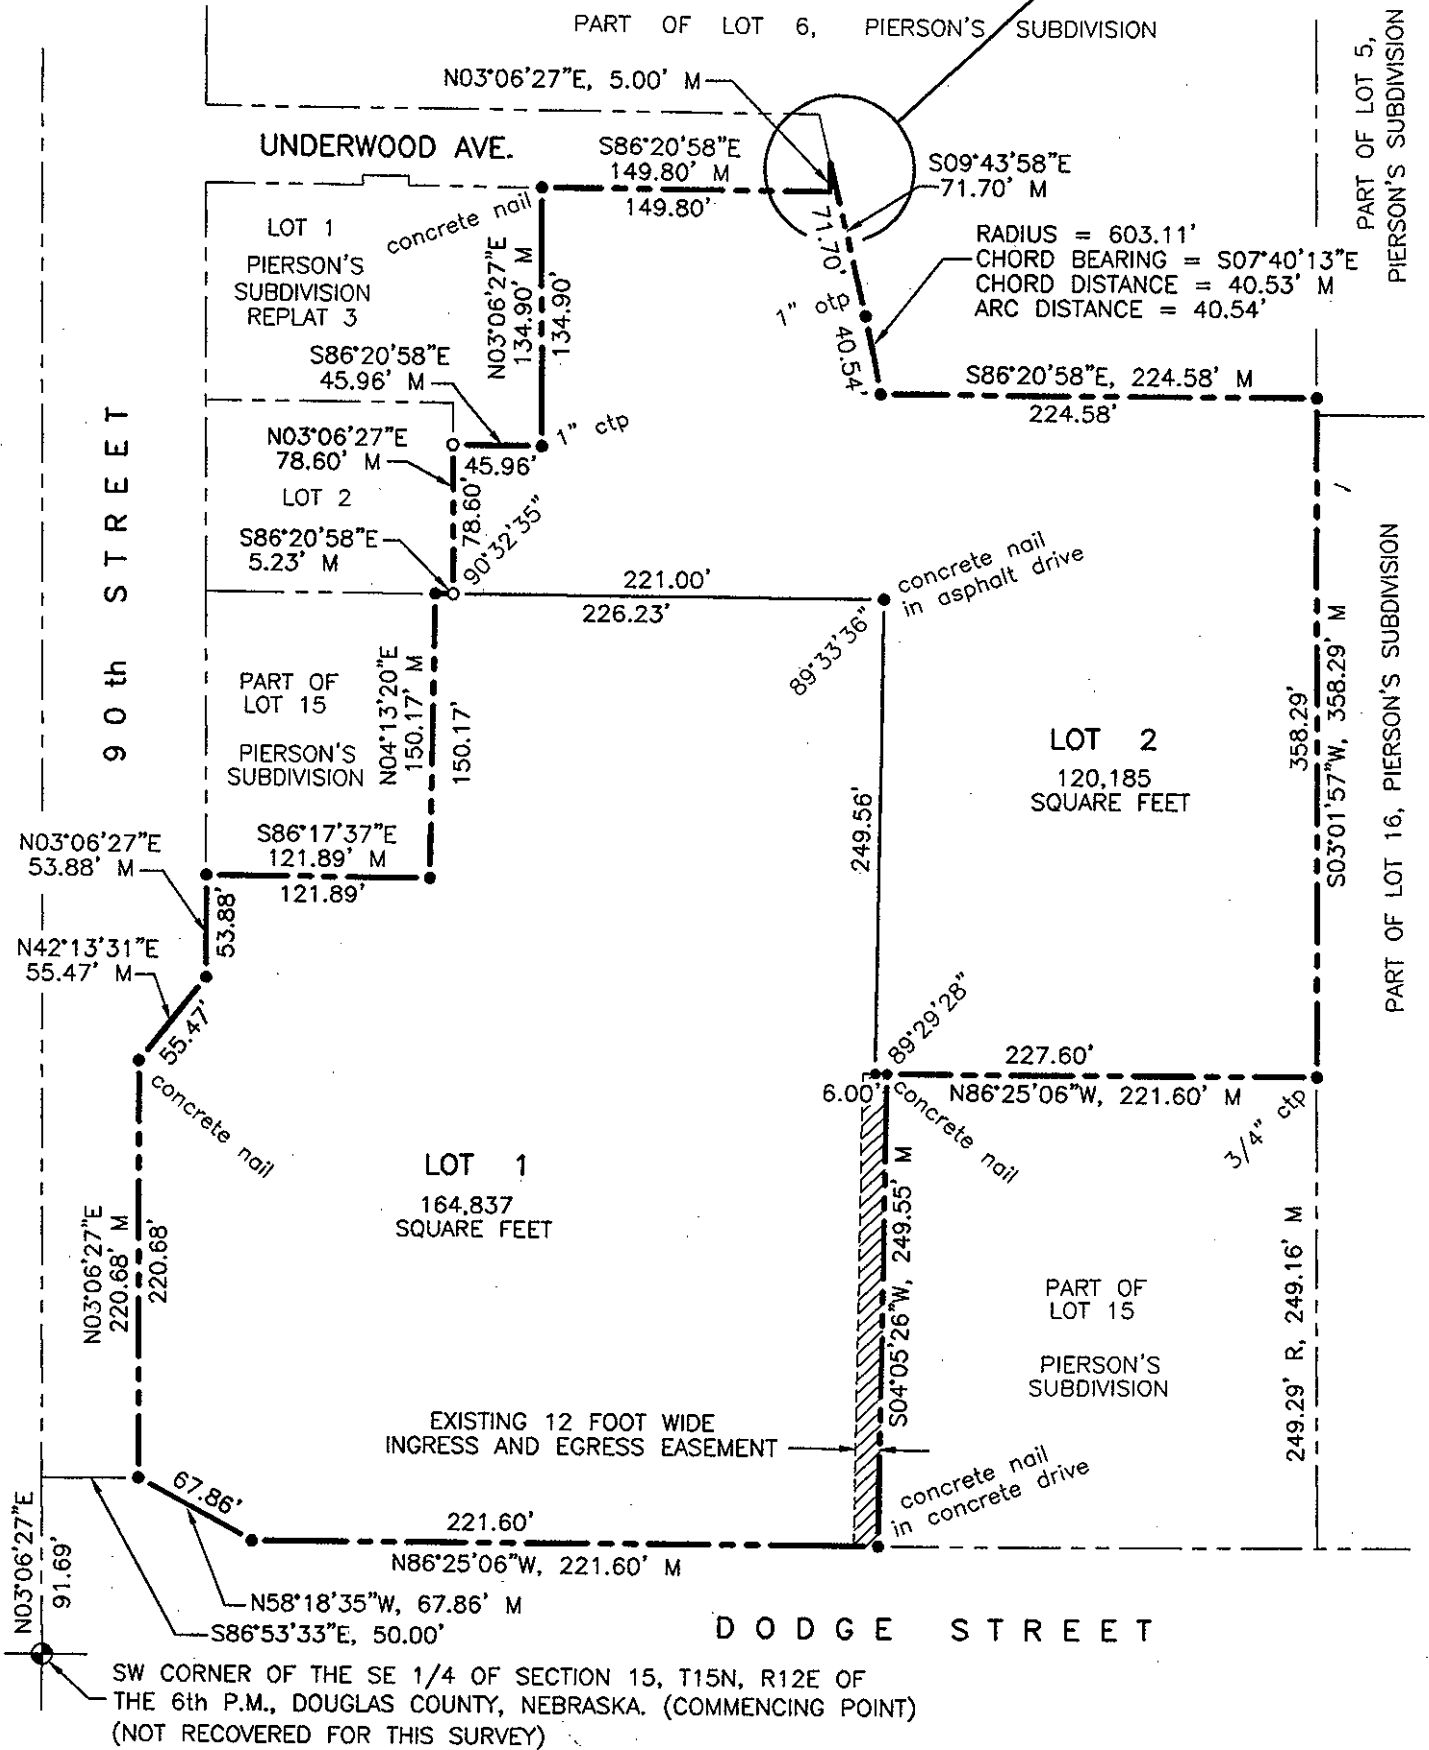 PART OF LOT 6, PIERSON'S SUBDIVISION
PART OF LOT 5,
PIERSON'S SUBDIVISION
N03°06'27"E, 5.00' M
UNDERWOOD AVE.
S86°20'58"E
149.80' M
149.80'
S09°43'58"E
71.70' M
71.70'
concrete nail
LOT 1
PIERSON'S
SUBDIVISION
REPLAT 3
N03°06'27"E
134.90' M
134.90'
RADIUS = 603.11'
CHORD BEARING = S07°40'13"E
CHORD DISTANCE = 40.53' M
ARC DISTANCE = 40.54'
1" otp
40.54'
S86°20'58"E
45.96' M
45.96'
S86°20'58"E, 224.58' M
224.58'
1" ctp
N03°06'27"E
78.60' M
78.60'
LOT 2
S86°20'58"E
5.23' M
90°32'35"
90th STREET
221.00'
226.23'
concrete nail
in asphalt drive
89°33'36"
PART OF
LOT 15
PIERSON'S
SUBDIVISION
N04°13'20"E
150.17' M
150.17'
LOT 2
120,185
SQUARE FEET
358.29'
S03°01'57"W, 358.29' M
PART OF LOT 16, PIERSON'S SUBDIVISION
249.56'
N03°06'27"E
53.88' M
53.88'
S86°17'37"E
121.89' M
121.89'
N42°13'31"E
55.47' M
55.47'
concrete nail
89°29'28"
227.60'
6.00'
N86°25'06"W, 221.60' M
concrete nail
3/4" ctp
LOT 1
164,837
SQUARE FEET
N03°06'27"E
220.68' M
220.68'
S04°05'26"W, 249.55' M
PART OF
LOT 15
PIERSON'S
SUBDIVISION
249.29' R, 249.16' M
EXISTING 12 FOOT WIDE
INGRESS AND EGRESS EASEMENT
concrete nail
in concrete drive
67.86'
221.60'
N86°25'06"W, 221.60' M
N03°06'27"E
91.69'
N58°18'35"W, 67.86' M
S86°53'33"E, 50.00'
DODGE STREET
SW CORNER OF THE SE 1/4 OF SECTION 15, T15N, R12E OF
THE 6th P.M., DOUGLAS COUNTY, NEBRASKA. (COMMENCING POINT)
(NOT RECOVERED FOR THIS SURVEY)